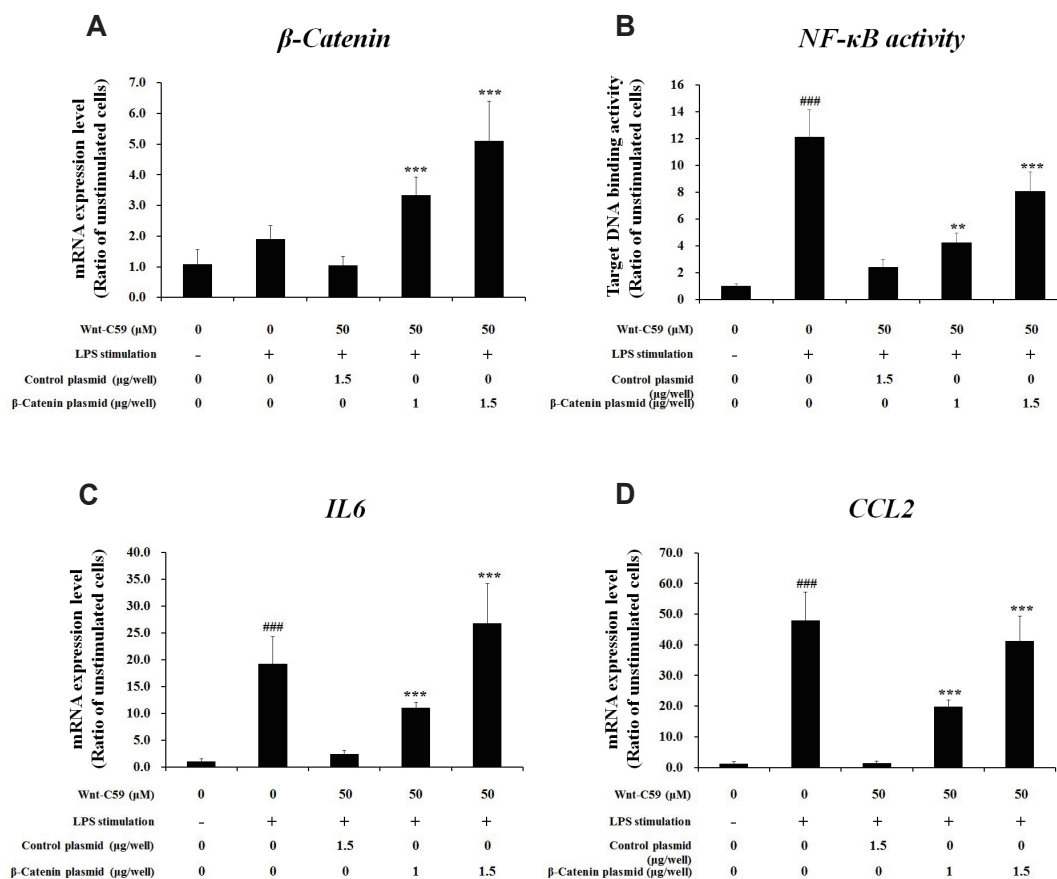 A
β-Catenin
mRNA expression level
(Ratio of unstimulated cells)
7.0
6.0
5.0
4.0
3.0
2.0
1.0
0.0
***
***
Wnt-C59 (μM) 0 0 50 50 50
LPS stimulation - + + + +
Control plasmid (μg/well) 0 0 1.5 0 0
β-Catenin plasmid (μg/well) 0 0 0 1 1.5
B
NF-κB activity
Target DNA binding activity
(Ratio of unstimulated cells)
16
14
12
10
8
6
4
2
0
###
**
***
Wnt-C59 (μM) 0 0 50 50 50
LPS stimulation - + + + +
Control plasmid 0 0 1.5 0 0
(μg/well)
β-Catenin plasmid (μg/well) 0 0 0 1 1.5
C
IL6
mRNA expression level
(Ratio of unstimulated cells)
40.0
35.0
30.0
25.0
20.0
15.0
10.0
5.0
0.0
###
***
***
Wnt-C59 (μM) 0 0 50 50 50
LPS stimulation - + + + +
Control plasmid (μg/well) 0 0 1.5 0 0
β-Catenin plasmid (μg/well) 0 0 0 1 1.5
D
CCL2
mRNA expression level
(Ratio of unstimulated cells)
70.0
60.0
50.0
40.0
30.0
20.0
10.0
0.0
###
***
***
Wnt-C59 (μM) 0 0 50 50 50
LPS stimulation - + + + +
Control plasmid 0 0 1.5 0 0
(μg/well)
β-Catenin plasmid (μg/well) 0 0 0 1 1.5